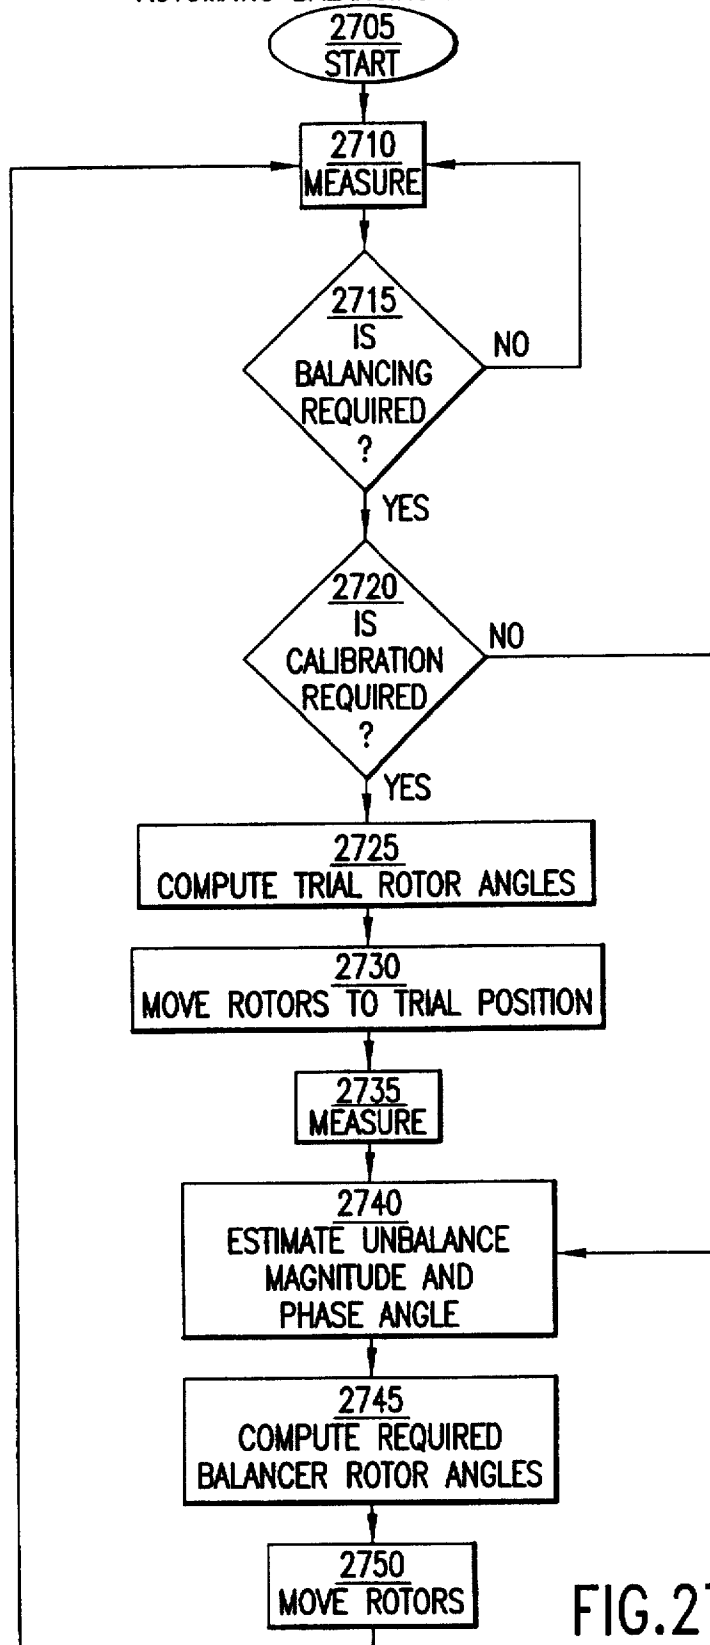 2705
START
2710
MEASURE
2715
IS
BALANCING
REQUIRED
?
NO
YES
2720
IS
CALIBRATION
REQUIRED
?
NO
YES
2725
COMPUTE TRIAL ROTOR ANGLES
2730
MOVE ROTORS TO TRIAL POSITION
2735
MEASURE
2740
ESTIMATE UNBALANCE
MAGNITUDE AND
PHASE ANGLE
2745
COMPUTE REQUIRED
BALANCER ROTOR ANGLES
2750
MOVE ROTORS
FIG.27